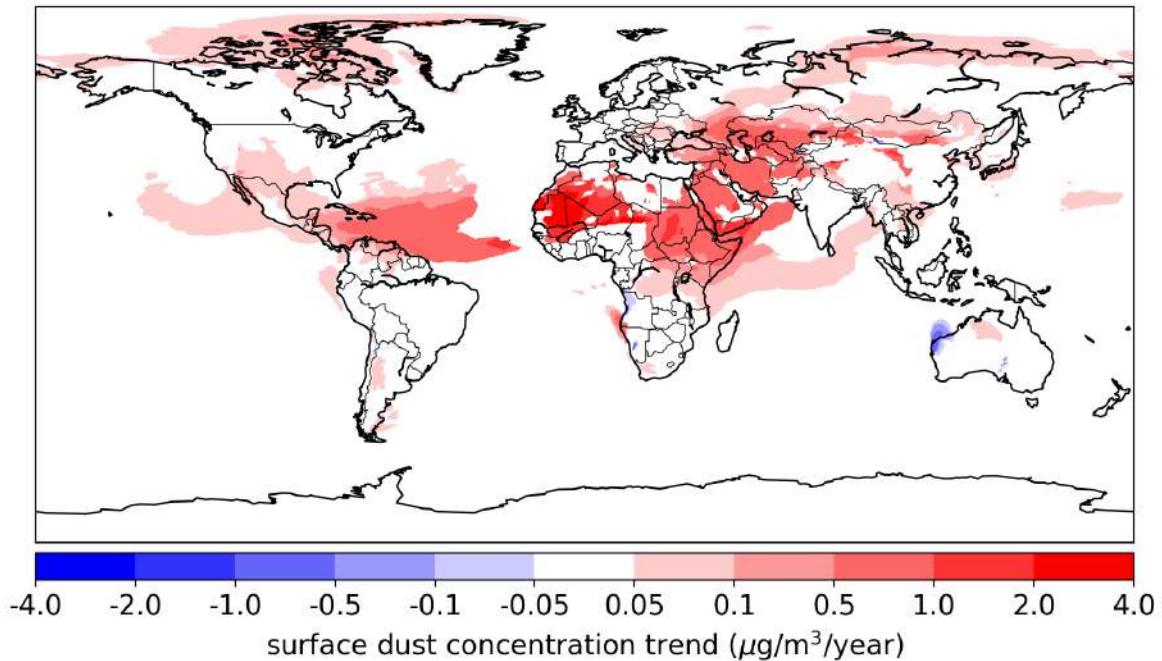 -4.0 -2.0 -1.0 -0.5 -0.1 -0.05 0.05 0.1 0.5 1.0 2.0 4.0
surface dust concentration trend (μg/m³/year)